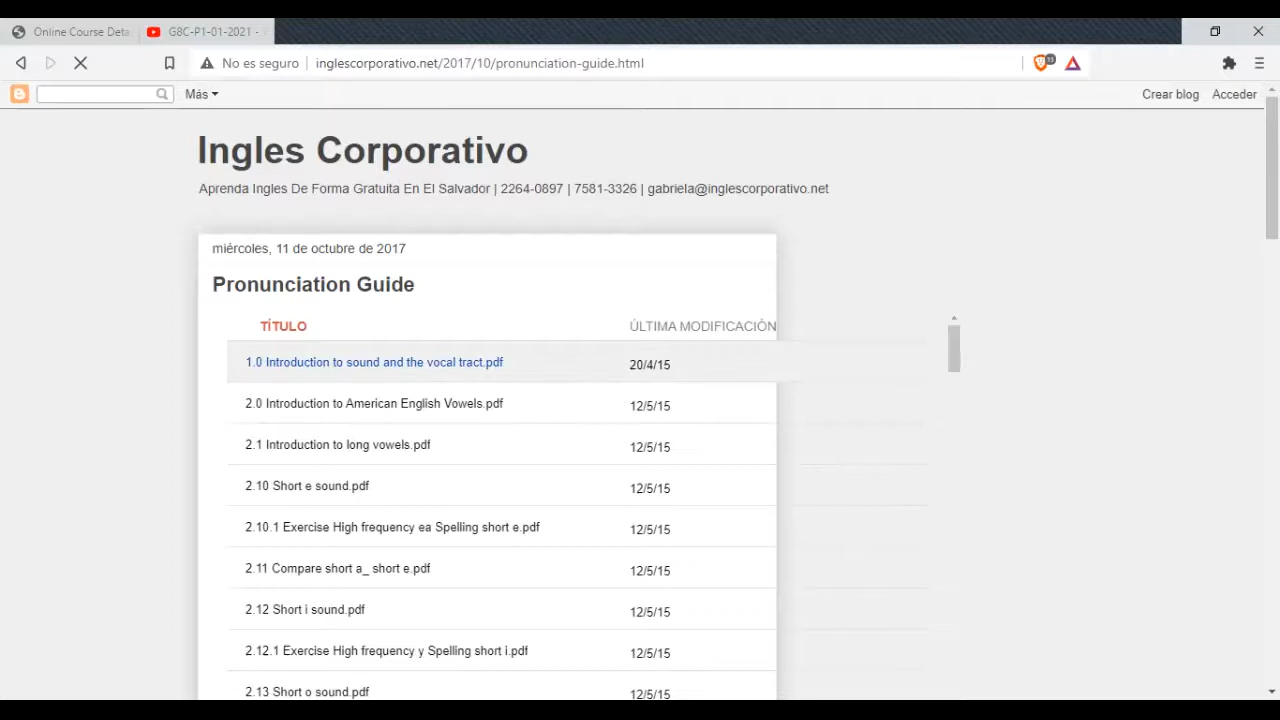 Online Course Deta
G8C-P1-01-2021 -
No es seguro
inglescorporativo.net/2017/10/pronunciation-guide.html
Más
Crear blog
Acceder
Ingles Corporativo
Aprenda Ingles De Forma Gratuita En El Salvador | 2264-0897 | 7581-3326 | gabriela@inglescorporativo.net
miércoles, 11 de octubre de 2017
Pronunciation Guide
TÍTULO ÚLTIMA MODIFICACIÓN
1.0 Introduction to sound and the vocal tract.pdf 20/4/15
2.0 Introduction to American English Vowels.pdf 12/5/15
2.1 Introduction to long vowels.pdf 12/5/15
2.10 Short e sound.pdf 12/5/15
2.10.1 Exercise High frequency ea Spelling short e.pdf 12/5/15
2.11 Compare short a_ short e.pdf 12/5/15
2.12 Short i sound.pdf 12/5/15
2.12.1 Exercise High frequency y Spelling short i.pdf 12/5/15
2.13 Short o sound.pdf 12/5/15